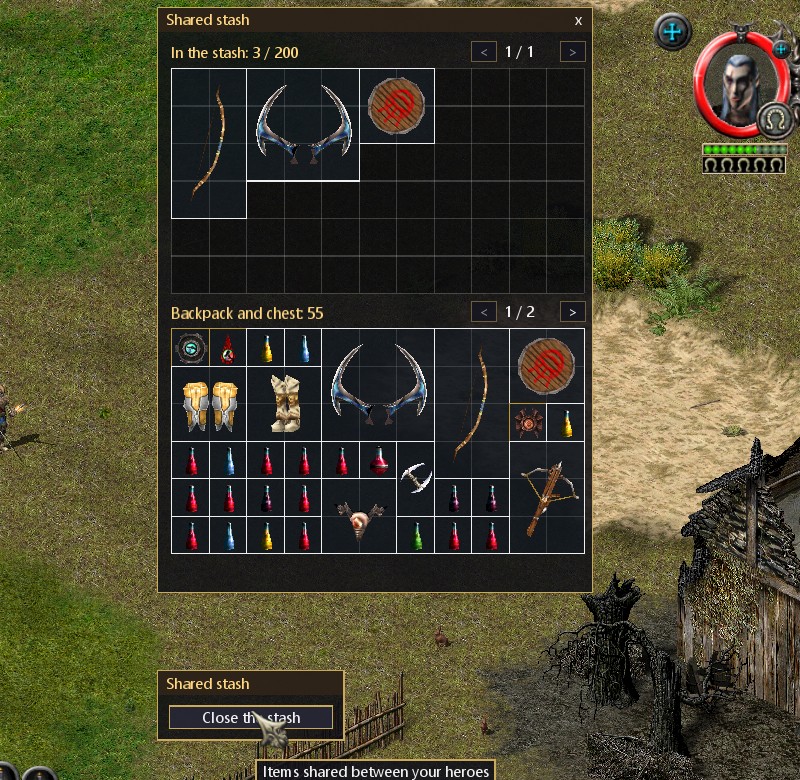 Shared stash
x
In the stash: 3 / 200
<
1 / 1
>
Backpack and chest: 55
<
1 / 2
>
Shared stash
Close the stash
Items shared between your heroes